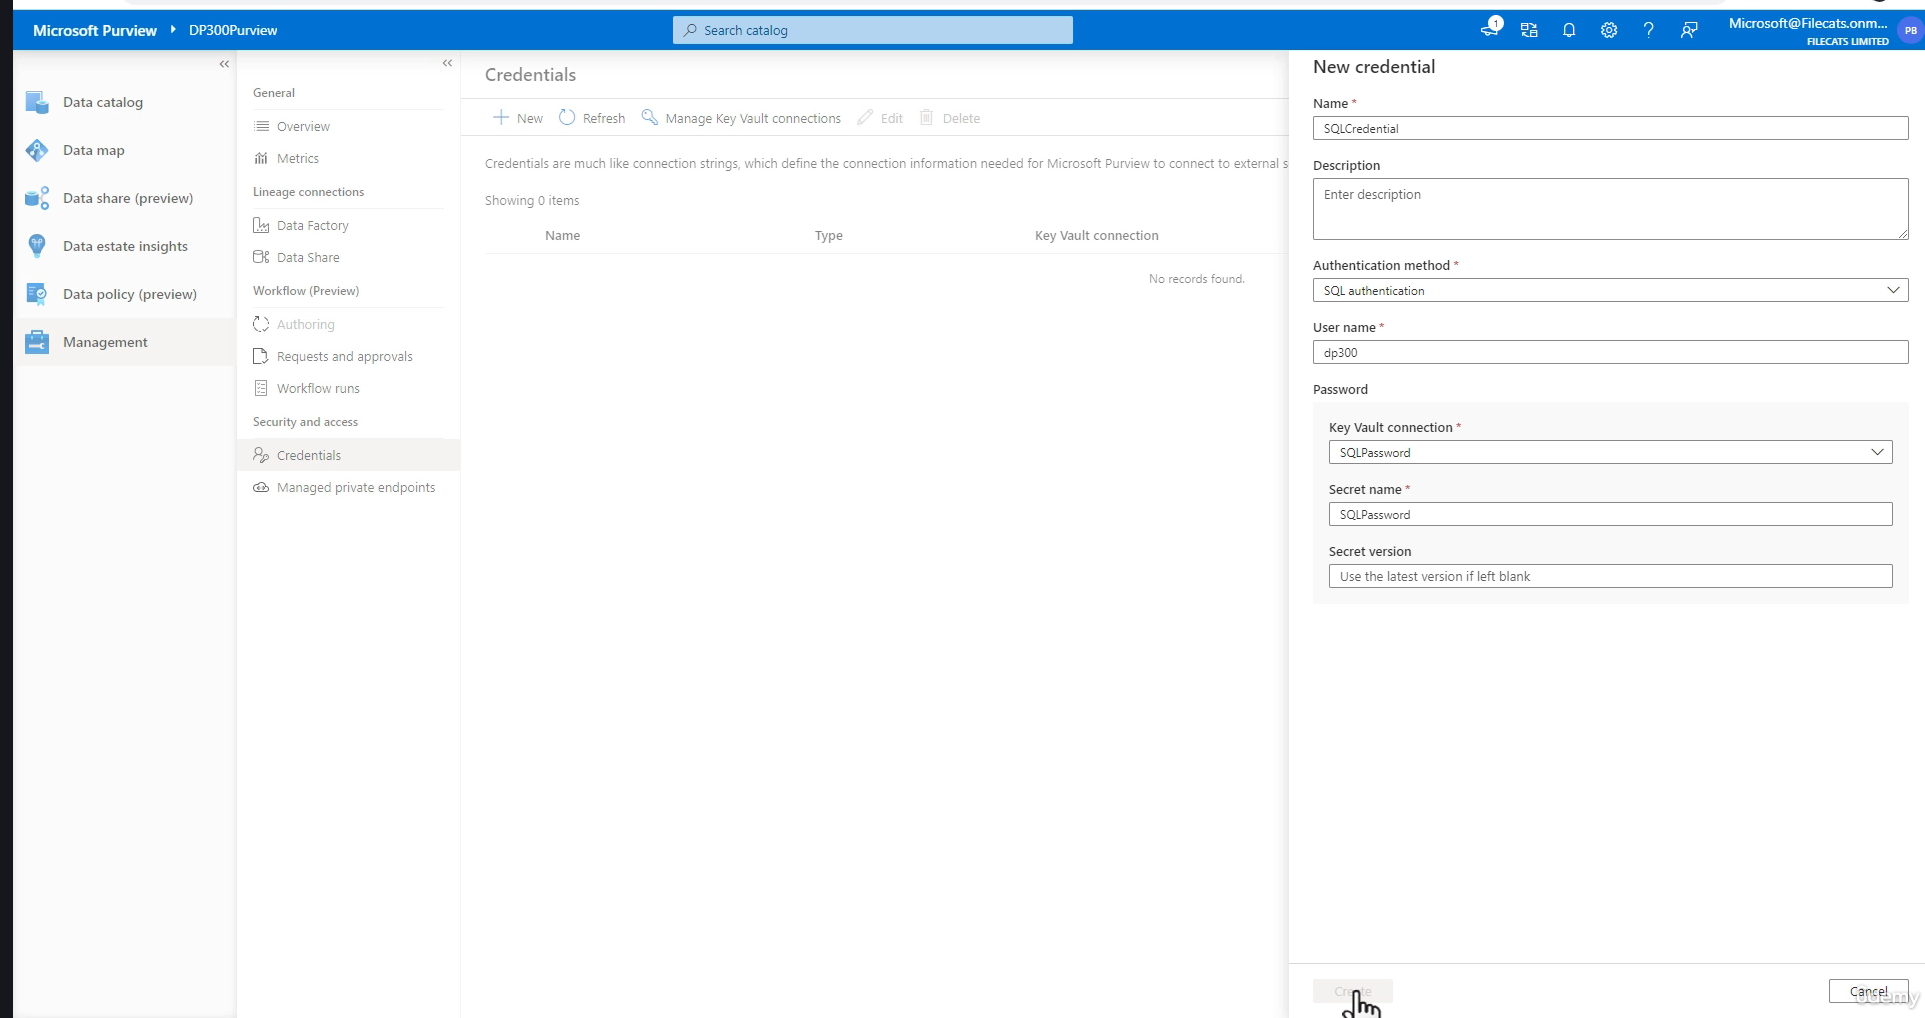 Microsoft Purview DP300Purview
Search catalog
1
Microsoft@Filecats.onm...
FILECATS LIMITED
PB
Data catalog
Data map
Data share (preview)
Data estate insights
Data policy (preview)
Management
General
Overview
Metrics
Lineage connections
Data Factory
Data Share
Workflow (Preview)
Authoring
Requests and approvals
Workflow runs
Security and access
Credentials
Managed private endpoints
Credentials
New Refresh Manage Key Vault connections Edit Delete
Credentials are much like connection strings, which define the connection information needed for Microsoft Purview to connect to external s
Showing 0 items
Name Type Key Vault connection
No records found.
New credential
Name *
SQLCredential
Description
Enter description
Authentication method *
SQL authentication
User name *
dp300
Password
Key Vault connection *
SQLPassword
Secret name *
SQLPassword
Secret version
Use the latest version if left blank
Create
Cancel
udemy